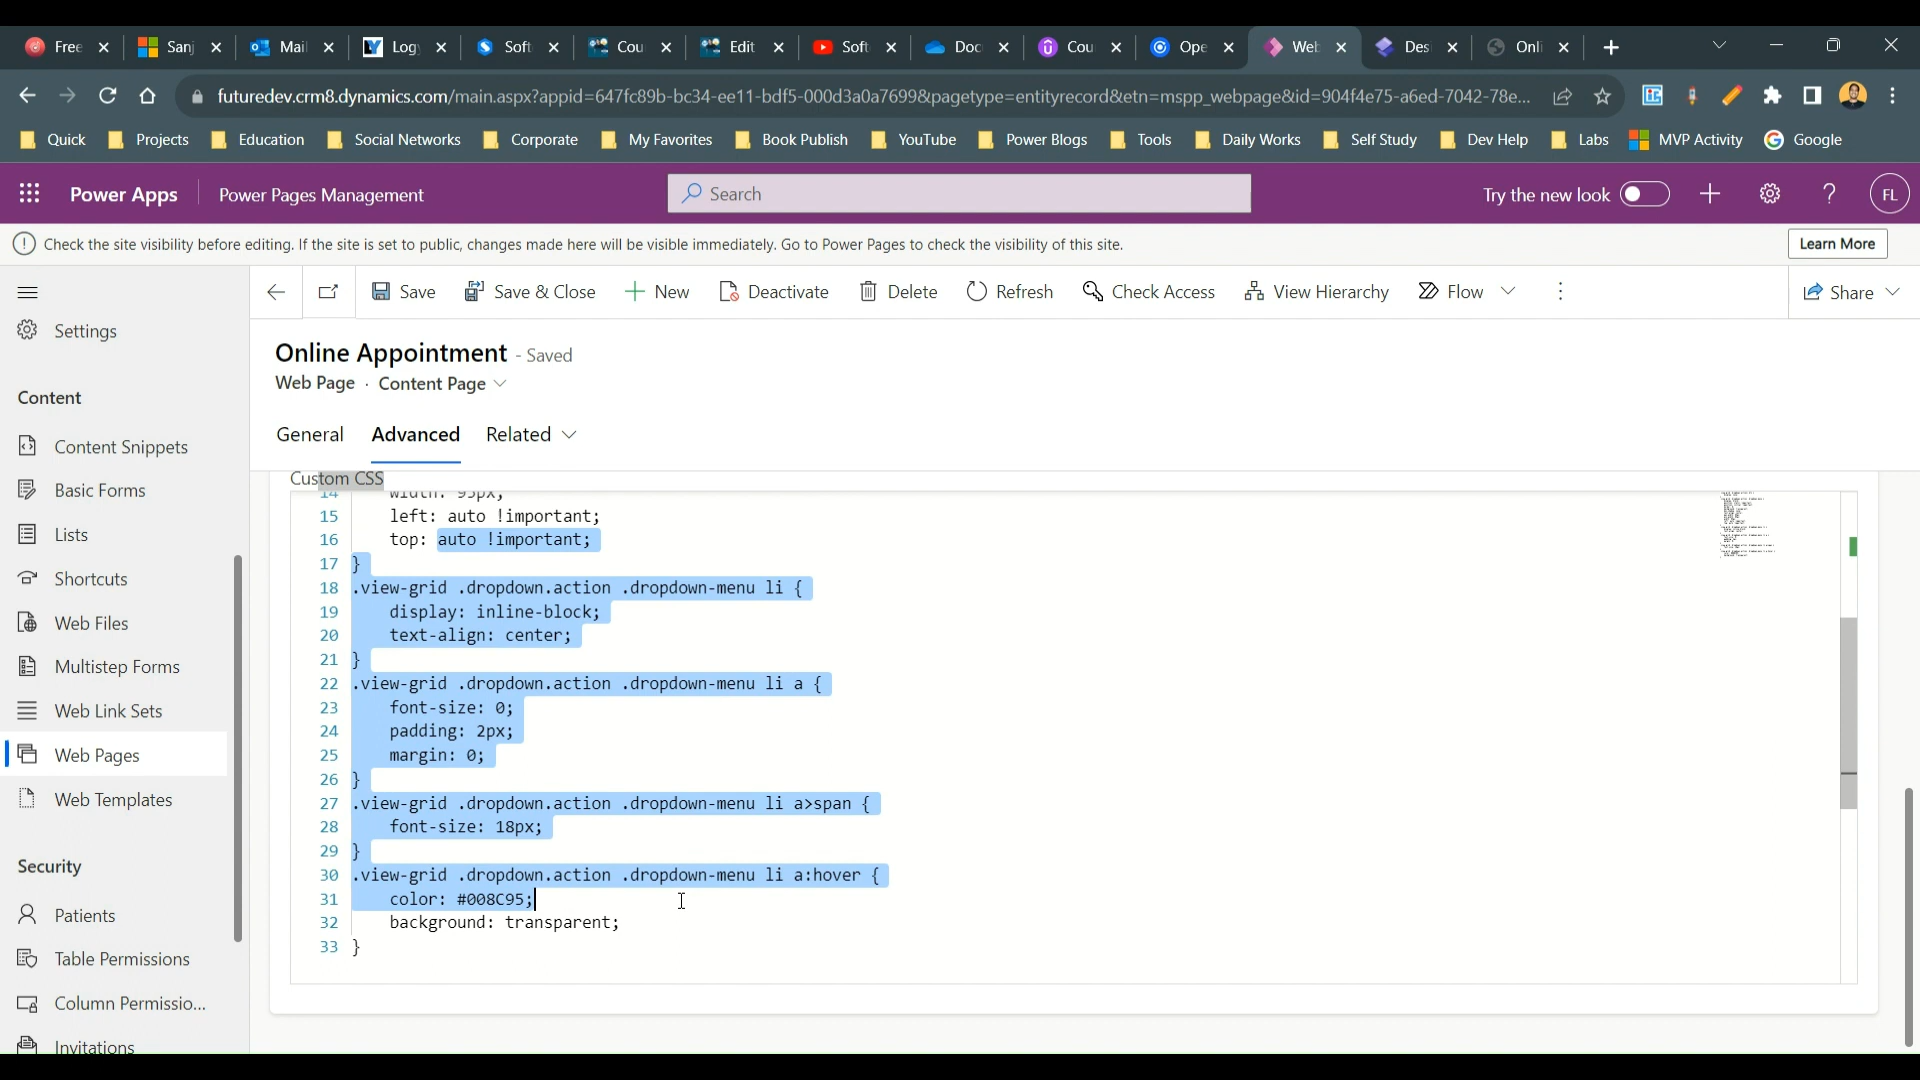 Free
Sanj
Mail
Log
Soft
Cou
Edit
Soft
Doc
Cou
Ope
Web
Des
Onli
futuredev.crm8.dynamics.com/main.aspx?appid=647fc89b-bc34-ee11-bdf5-000d3a0a7699&pagetype=entityrecord&etn=mspp_webpage&id=904f4e75-a6ed-7042-78e...
Quick
Projects
Education
Social Networks
Corporate
My Favorites
Book Publish
YouTube
Power Blogs
Tools
Daily Works
Self Study
Dev Help
Labs
MVP Activity
Google
Power Apps
Power Pages Management
Search
Try the new look
FL
Check the site visibility before editing. If the site is set to public, changes made here will be visible immediately. Go to Power Pages to check the visibility of this site.
Learn More
Save
Save & Close
New
Deactivate
Delete
Refresh
Check Access
View Hierarchy
Flow
Share
Settings
Content
Content Snippets
Basic Forms
Lists
Shortcuts
Web Files
Multistep Forms
Web Link Sets
Web Pages
Web Templates
Security
Patients
Table Permissions
Column Permissio...
Invitations
Online Appointment - Saved
Web Page · Content Page
General
Advanced
Related
Custom CSS
14 width: 95px;
15 left: auto !important;
16 top: auto !important;
17 }
18 .view-grid .dropdown.action .dropdown-menu li {
19 display: inline-block;
20 text-align: center;
21 }
22 .view-grid .dropdown.action .dropdown-menu li a {
23 font-size: 0;
24 padding: 2px;
25 margin: 0;
26 }
27 .view-grid .dropdown.action .dropdown-menu li a>span {
28 font-size: 18px;
29 }
30 .view-grid .dropdown.action .dropdown-menu li a:hover {
31 color: #008C95;
32 background: transparent;
33 }